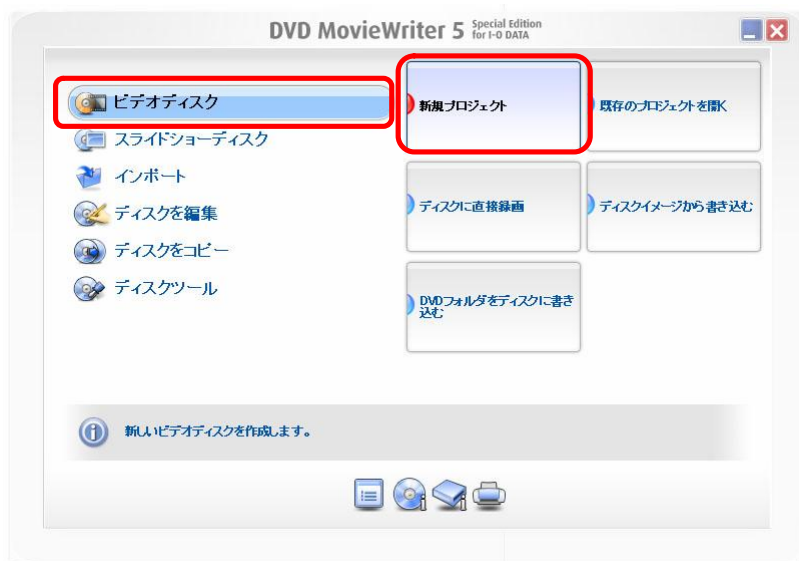 DVD MovieWriter 5 Special Edition
for I-O DATA
ビデオディスク
スライドショーディスク
インポート
ディスクを編集
ディスクをコピー
ディスクツール
新規プロジェクト
既存のプロジェクトを開く
ディスクに直接録画
ディスクイメージから書き込む
DVDフォルダをディスクに書き
込む
新しいビデオディスクを作成します。